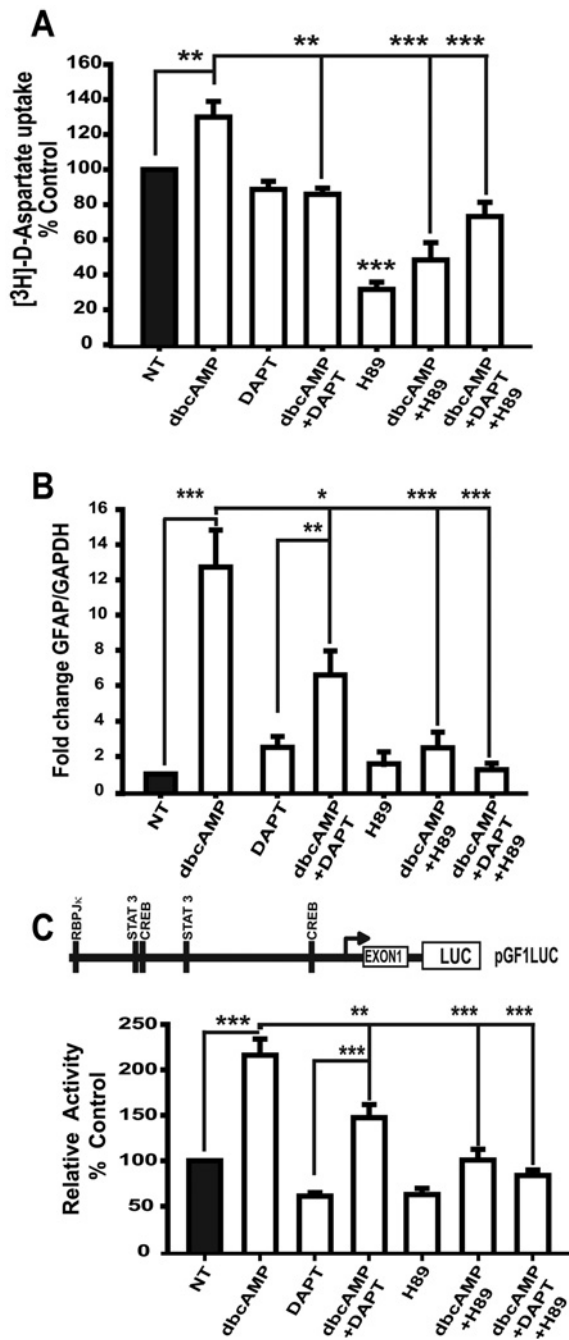 A
** ** *** ***
160
140
120
100
80
60
40
20
0
[³H]-D-Aspartate uptake
% Control
***
NT
dbcAMP
DAPT
dbcAMP
+DAPT
H89
dbcAMP
+H89
dbcAMP
+DAPT
+H89
B
*** * *** ***
**
16
14
12
10
8
6
4
2
0
Fold change GFAP/GAPDH
NT
dbcAMP
DAPT
dbcAMP
+DAPT
H89
dbcAMP
+H89
dbcAMP
+DAPT
+H89
C
RBPJκ
STAT 3
CREB
STAT 3
CREB
EXON1 LUC pGF1LUC
*** ** *** ***
***
250
200
150
100
50
0
Relative Activity
% Control
NT
dbcAMP
DAPT
dbcAMP
+DAPT
H89
dbcAMP
+H89
dbcAMP
+DAPT
+H89